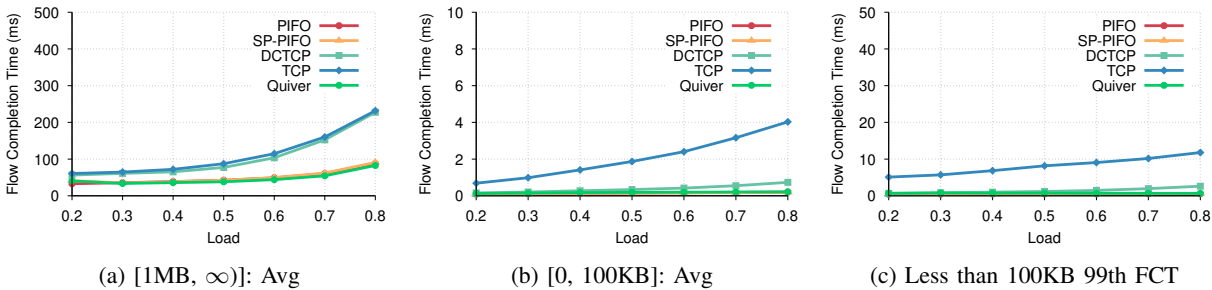 Flow Completion Time (ms)
500
400
300
200
100
0
PIFO
SP-PIFO
DCTCP
TCP
Quiver
0.2 0.3 0.4 0.5 0.6 0.7 0.8
Load
(a) [1MB, ∞)]: Avg
Flow Completion Time (ms)
10
8
6
4
2
0
PIFO
SP-PIFO
DCTCP
TCP
Quiver
0.2 0.3 0.4 0.5 0.6 0.7 0.8
Load
(b) [0, 100KB]: Avg
Flow Completion Time (ms)
50
40
30
20
10
0
PIFO
SP-PIFO
DCTCP
TCP
Quiver
0.2 0.3 0.4 0.5 0.6 0.7 0.8
Load
(c) Less than 100KB 99th FCT